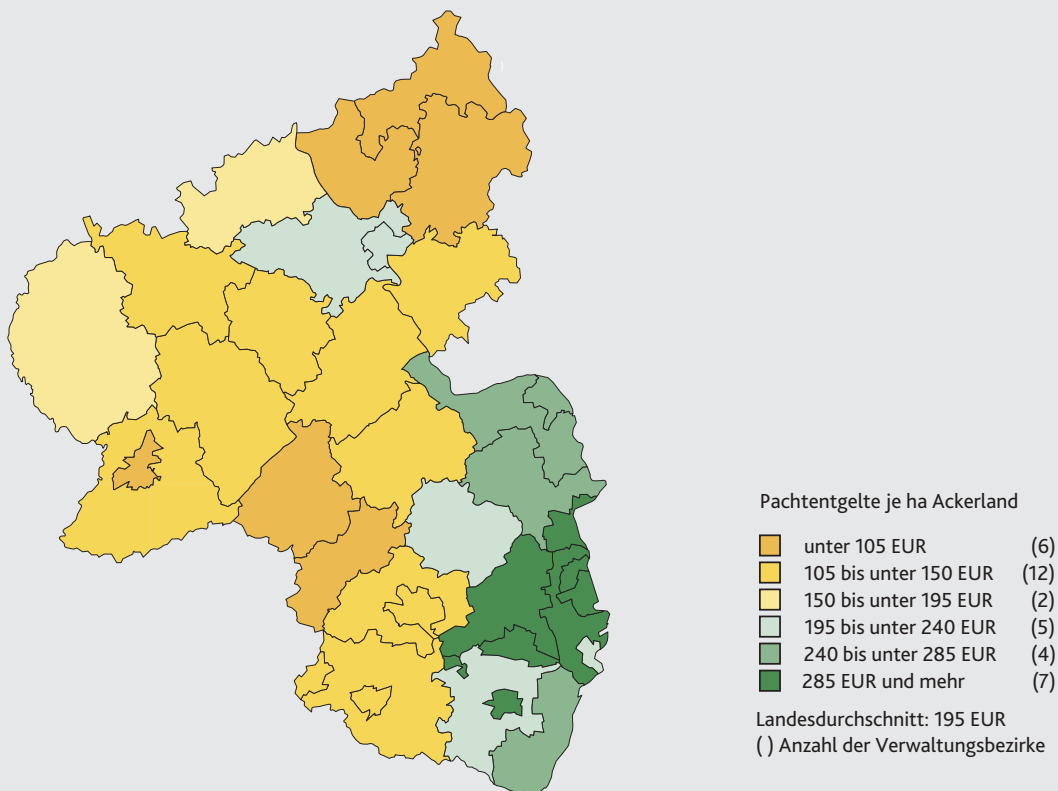 Pachtentgelte je ha Ackerland
unter 105 EUR (6)
105 bis unter 150 EUR (12)
150 bis unter 195 EUR (2)
195 bis unter 240 EUR (5)
240 bis unter 285 EUR (4)
285 EUR und mehr (7)
Landesdurchschnitt: 195 EUR
( ) Anzahl der Verwaltungsbezirke